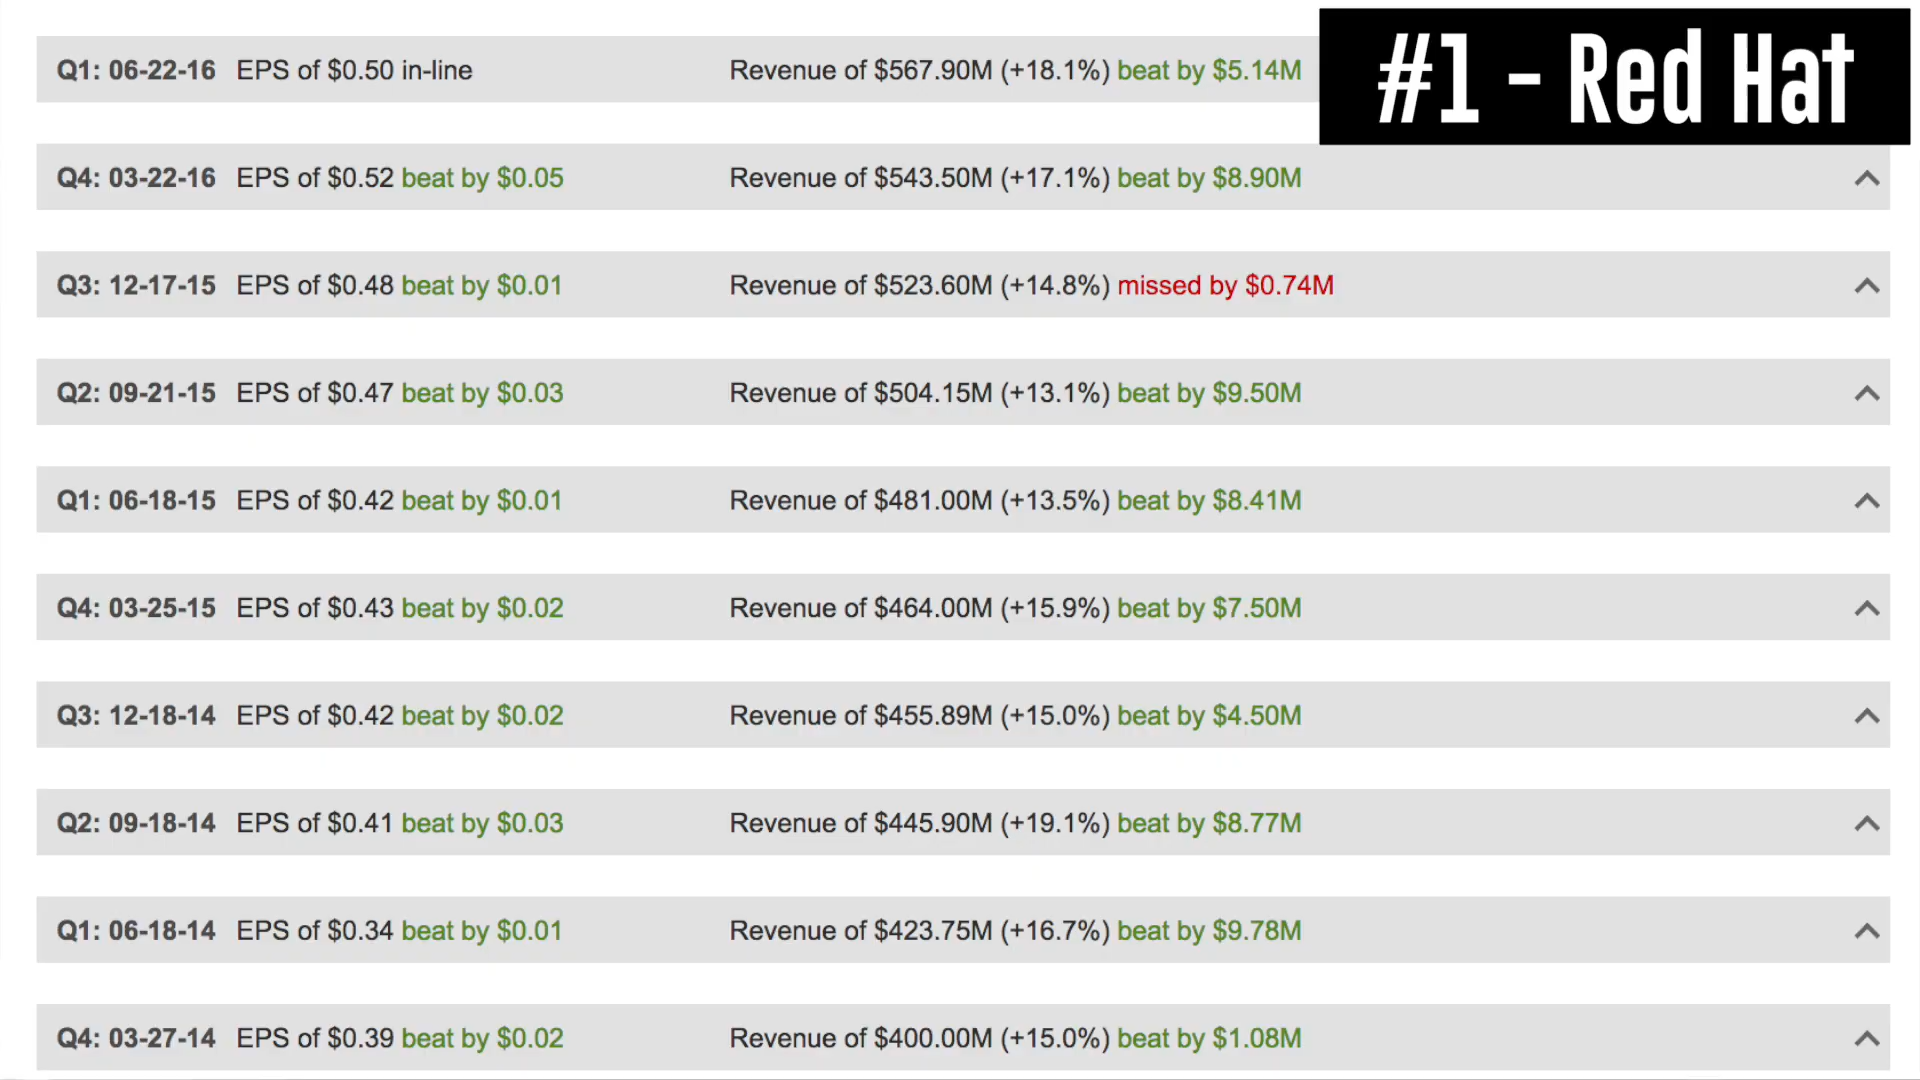 #1 - Red Hat
Q1: 06-22-16 EPS of $0.50 in-line Revenue of $567.90M (+18.1%) beat by $5.14M
Q4: 03-22-16 EPS of $0.52 beat by $0.05 Revenue of $543.50M (+17.1%) beat by $8.90M
Q3: 12-17-15 EPS of $0.48 beat by $0.01 Revenue of $523.60M (+14.8%) missed by $0.74M
Q2: 09-21-15 EPS of $0.47 beat by $0.03 Revenue of $504.15M (+13.1%) beat by $9.50M
Q1: 06-18-15 EPS of $0.42 beat by $0.01 Revenue of $481.00M (+13.5%) beat by $8.41M
Q4: 03-25-15 EPS of $0.43 beat by $0.02 Revenue of $464.00M (+15.9%) beat by $7.50M
Q3: 12-18-14 EPS of $0.42 beat by $0.02 Revenue of $455.89M (+15.0%) beat by $4.50M
Q2: 09-18-14 EPS of $0.41 beat by $0.03 Revenue of $445.90M (+19.1%) beat by $8.77M
Q1: 06-18-14 EPS of $0.34 beat by $0.01 Revenue of $423.75M (+16.7%) beat by $9.78M
Q4: 03-27-14 EPS of $0.39 beat by $0.02 Revenue of $400.00M (+15.0%) beat by $1.08M